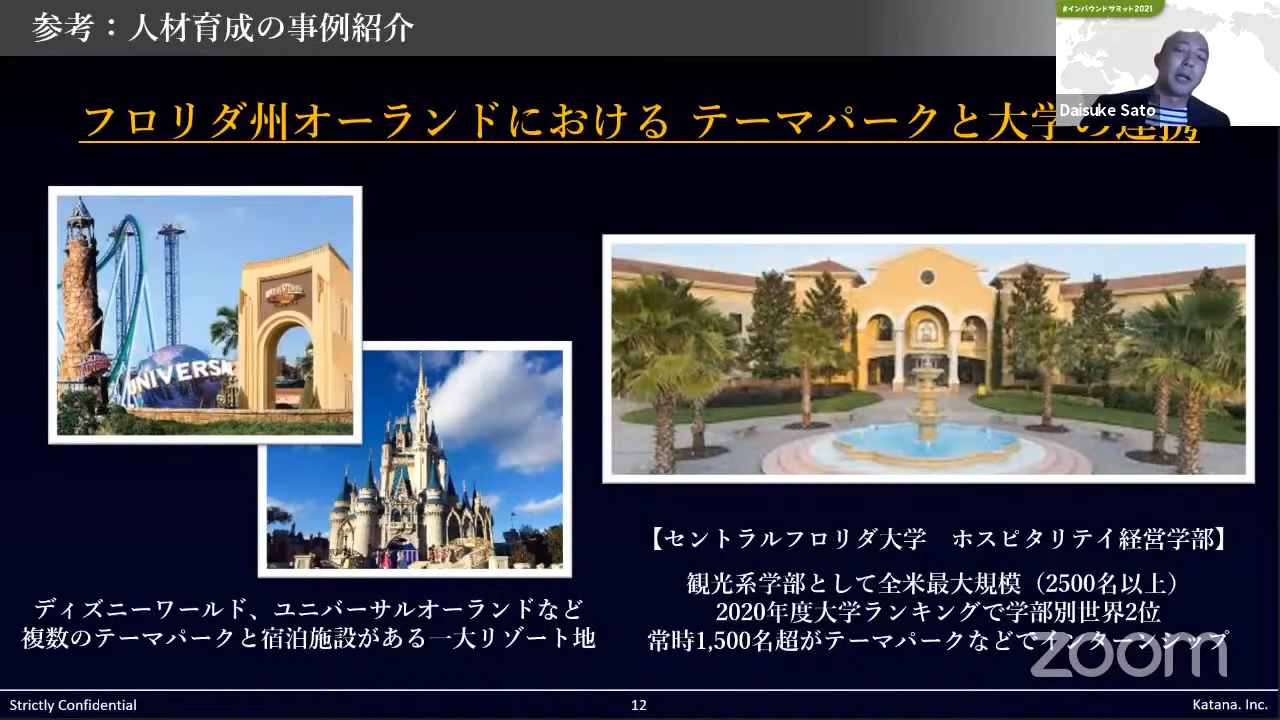 参考：人材育成の事例紹介
#インバウンドサミット2021
Daisuke Sato
フロリダ州オーランドにおける テーマパークと大学の連携
UNIVERSAL
【セントラルフロリダ大学　ホスピタリテイ経営学部】
観光系学部として全米最大規模（2500名以上）
2020年度大学ランキングで学部別世界2位
常時1,500名超がテーマパークなどでインターンシップ
ディズニーワールド、ユニバーサルオーランドなど
複数のテーマパークと宿泊施設がある一大リゾート地
zoom
Strictly Confidential
12
Katana. Inc.